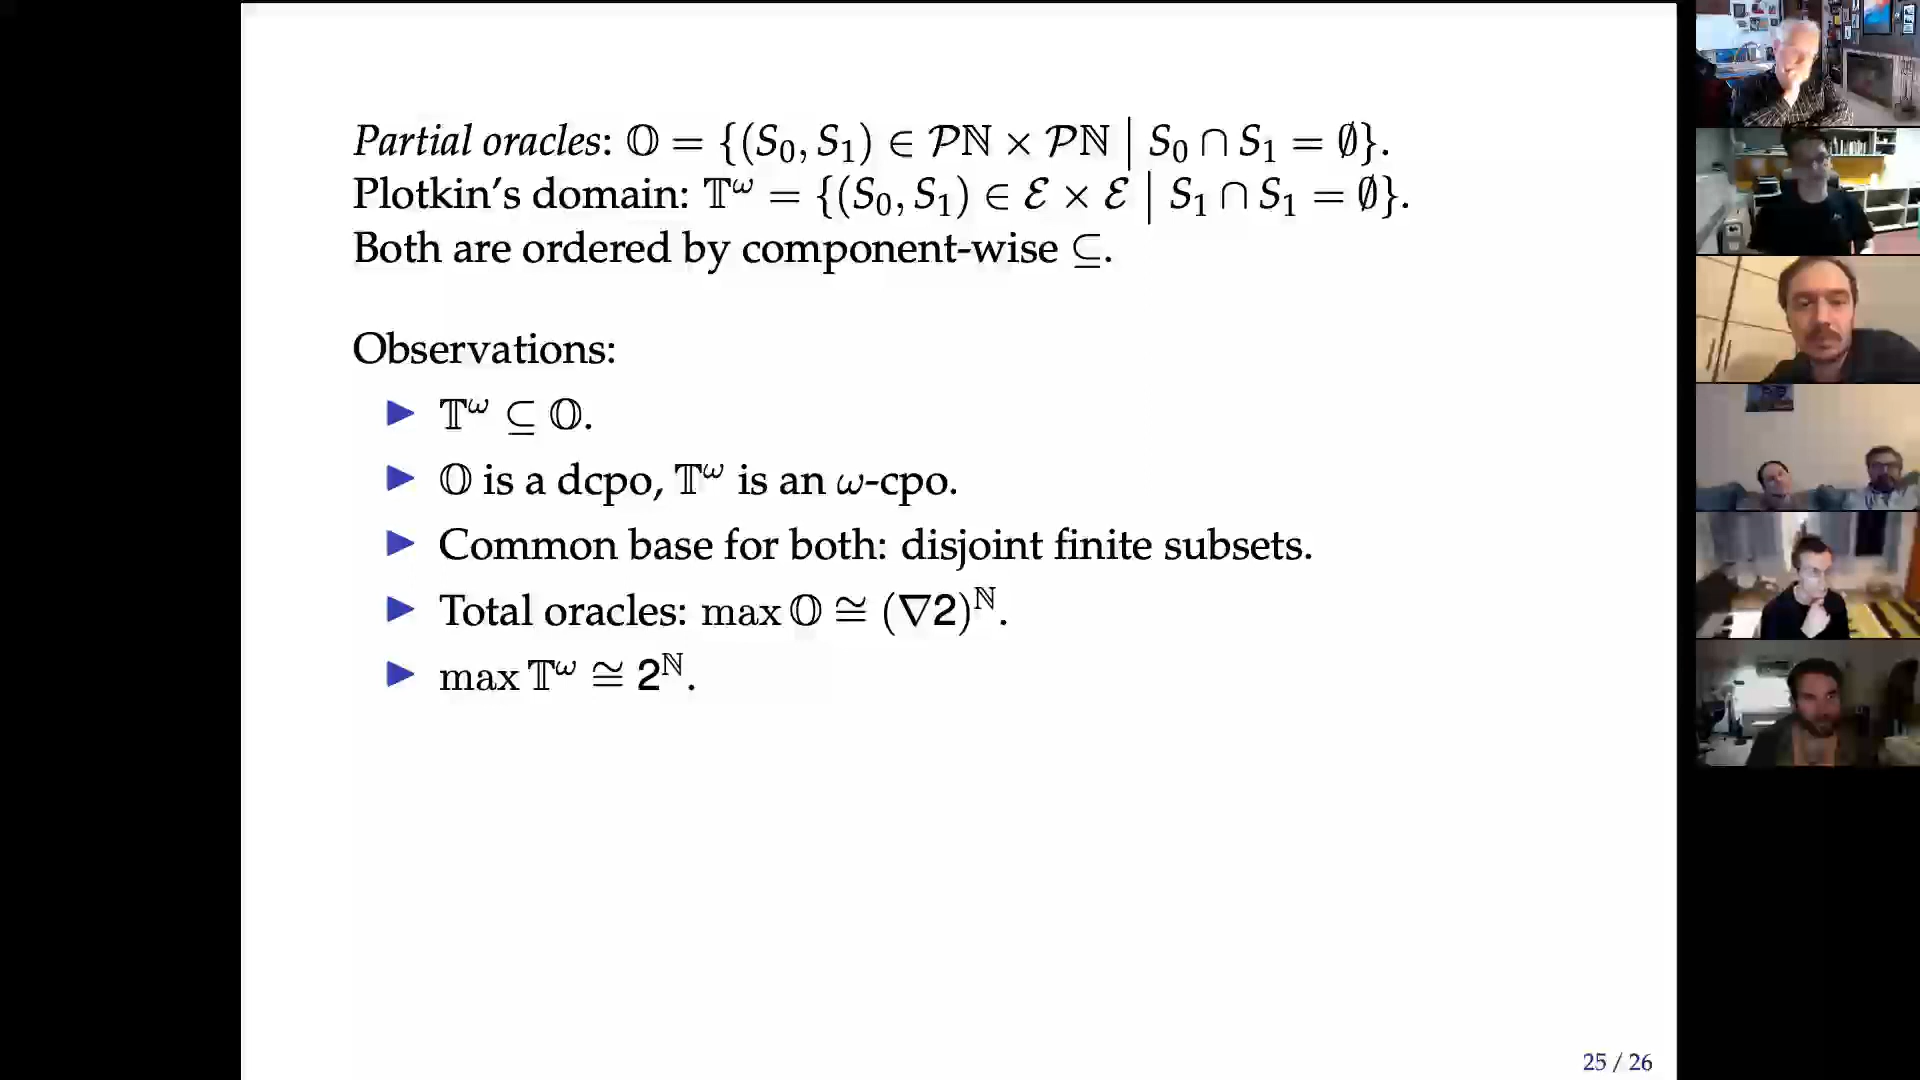 Partial oracles: 𝕆 = {(S₀, S₁) ∈ 𝒫ℕ × 𝒫ℕ | S₀ ∩ S₁ = ∅}.
Plotkin's domain: 𝕋^ω = {(S₀, S₁) ∈ ℰ × ℰ | S₁ ∩ S₁ = ∅}.
Both are ordered by component-wise ⊆.
Observations:
▶ 𝕋^ω ⊆ 𝕆.
▶ 𝕆 is a dcpo, 𝕋^ω is an ω-cpo.
▶ Common base for both: disjoint finite subsets.
▶ Total oracles: max 𝕆 ≅ (∇2)^ℕ.
▶ max 𝕋^ω ≅ 2^ℕ.
25 / 26